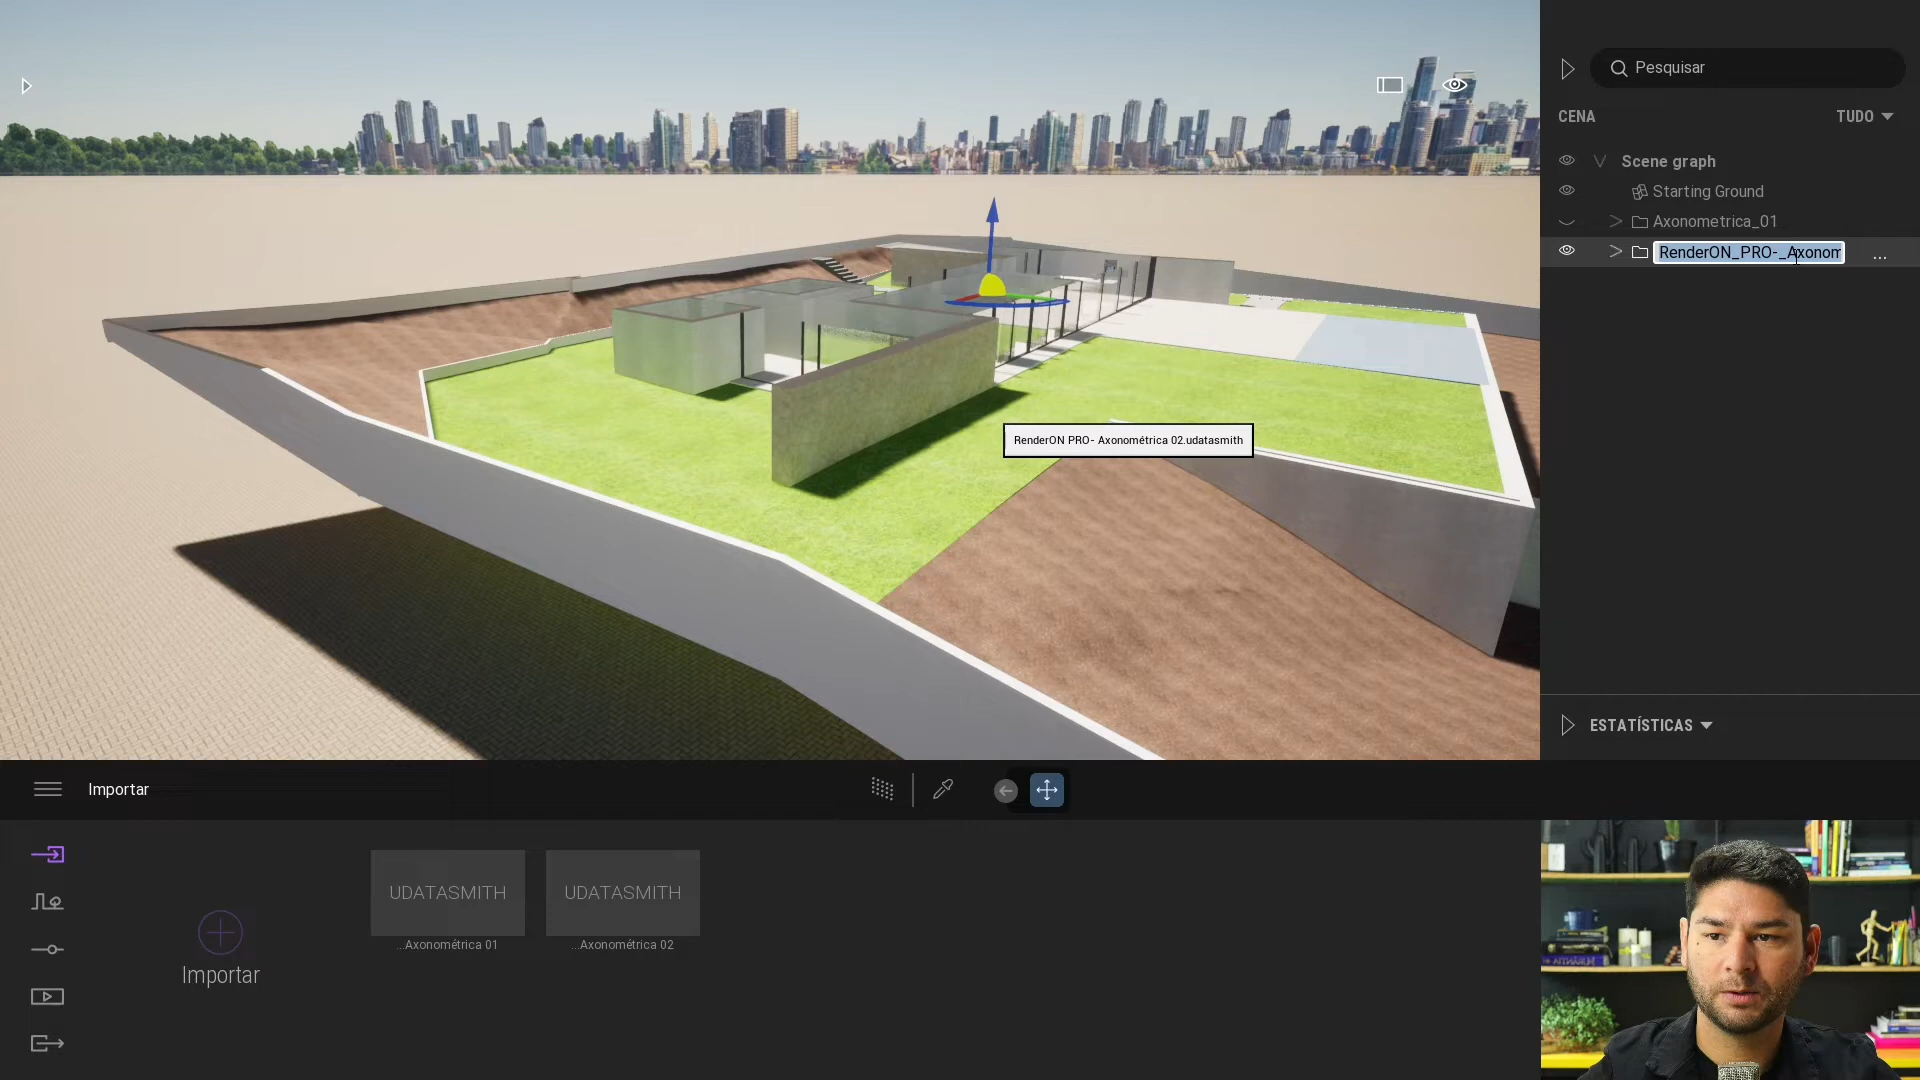 Pesquisar
CENA
TUDO
Scene graph
Starting Ground
Axonometrica_01
RenderON_PRO-_Axonom
...
RenderON PRO- Axonométrica 02.udatasmith
ESTATÍSTICAS
Importar
UDATASMITH
UDATASMITH
...Axonométrica 01
...Axonométrica 02
Importar